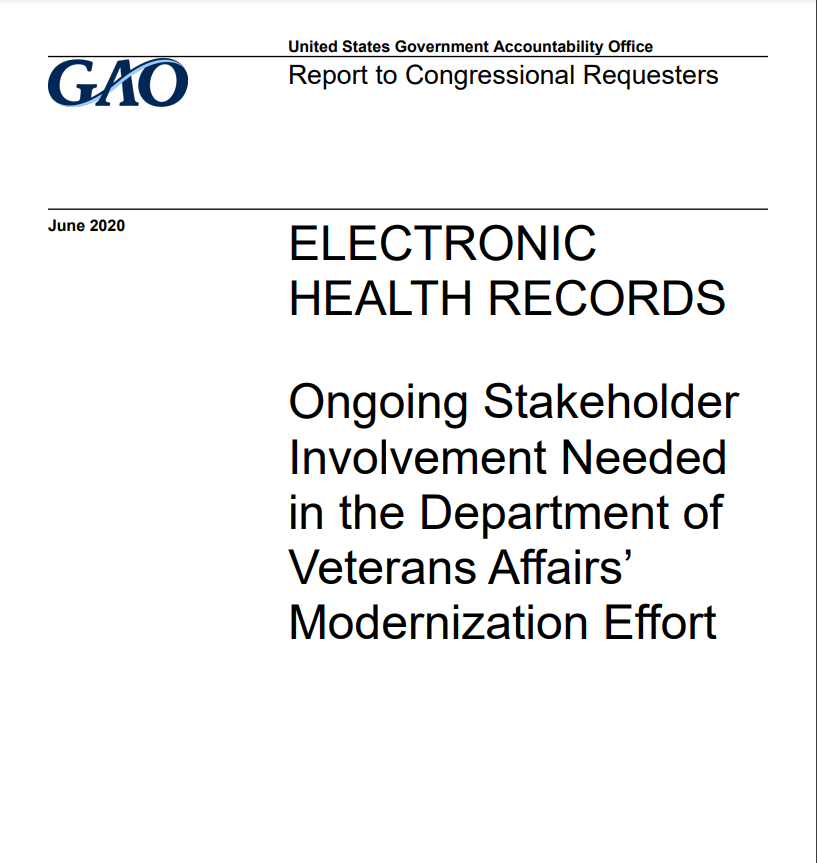 United States Government Accountability Office
GAO
Report to Congressional Requesters
June 2020
ELECTRONIC
HEALTH RECORDS
Ongoing Stakeholder
Involvement Needed
in the Department of
Veterans Affairs’
Modernization Effort